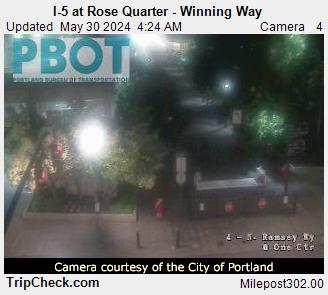 I-5 at Rose Quarter - Winning Way
Updated May 30 2024 4:24 AM Camera 4
PBOT
PORTLAND BUREAU OF TRANSPORTATION
4 - N. Ramsey Wy
@ One Ctr
Camera courtesy of the City of Portland
TripCheck.com Milepost302.00